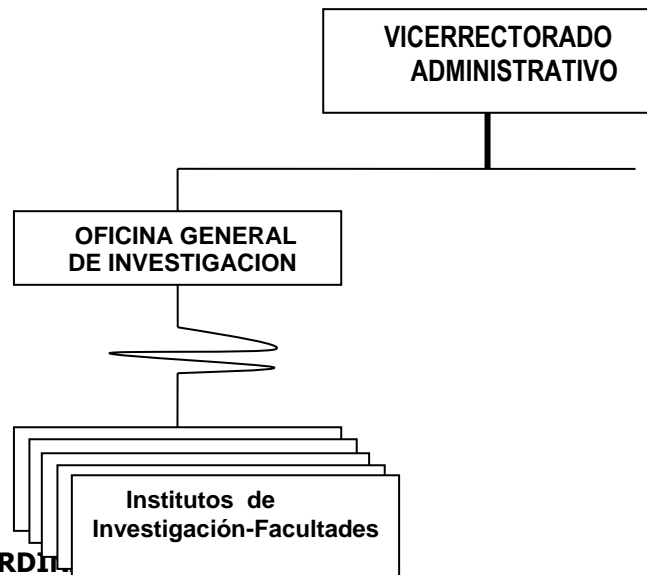 VICERRECTORADO
ADMINISTRATIVO
OFICINA GENERAL
DE INVESTIGACION
Institutos de
Investigación-Facultades